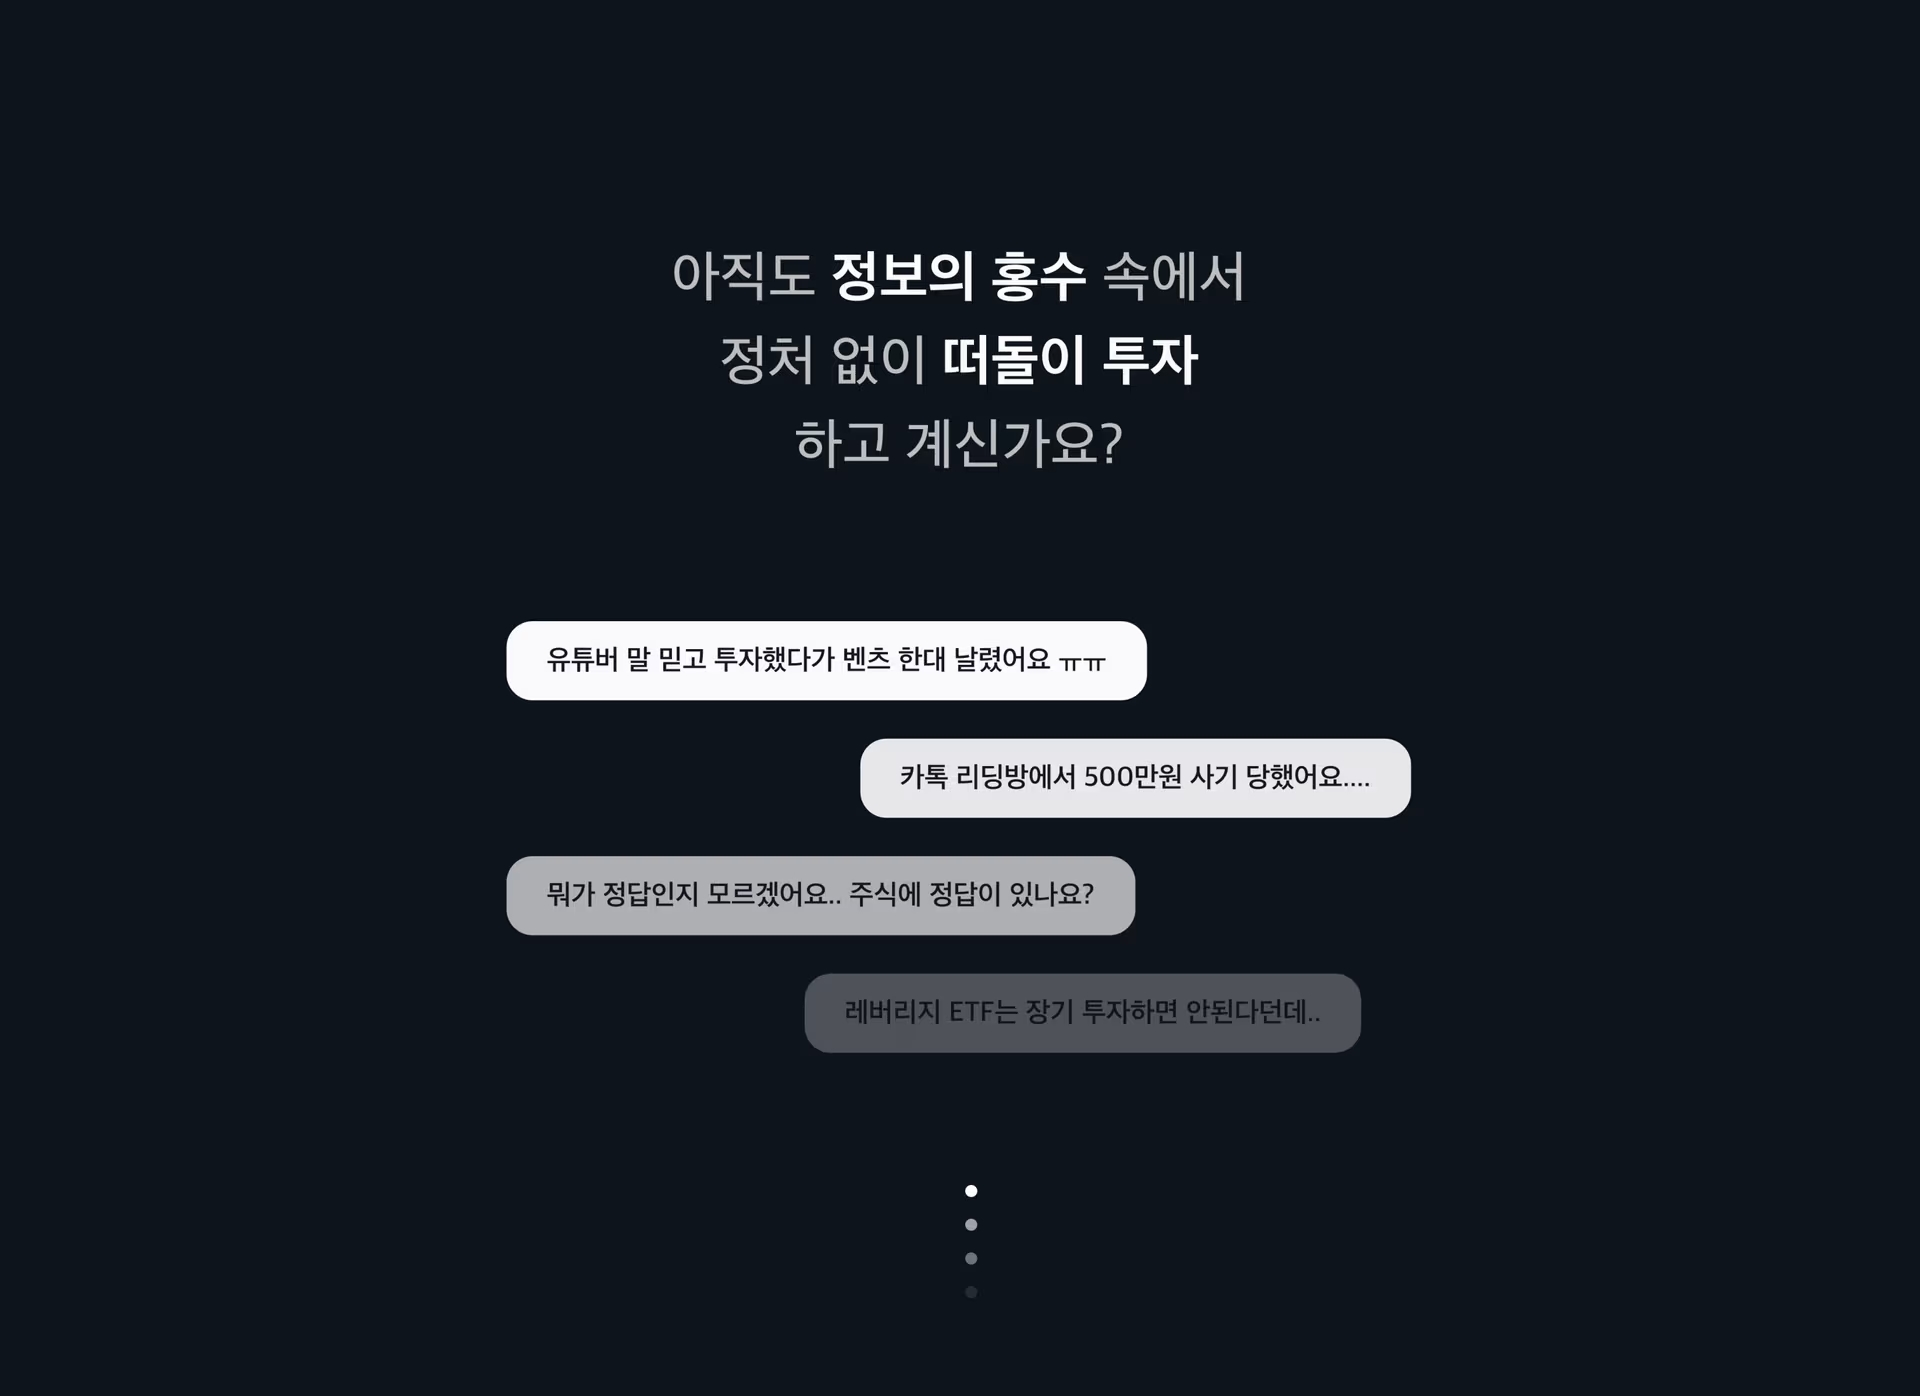 아직도 정보의 홍수 속에서
정처 없이 떠돌이 투자
하고 계신가요?
유튜버 말 믿고 투자했다가 벤츠 한대 날렸어요 ㅠㅠ
카톡 리딩방에서 500만원 사기 당했어요....
뭐가 정답인지 모르겠어요.. 주식에 정답이 있나요?
레버리지 ETF는 장기 투자하면 안된다던데..